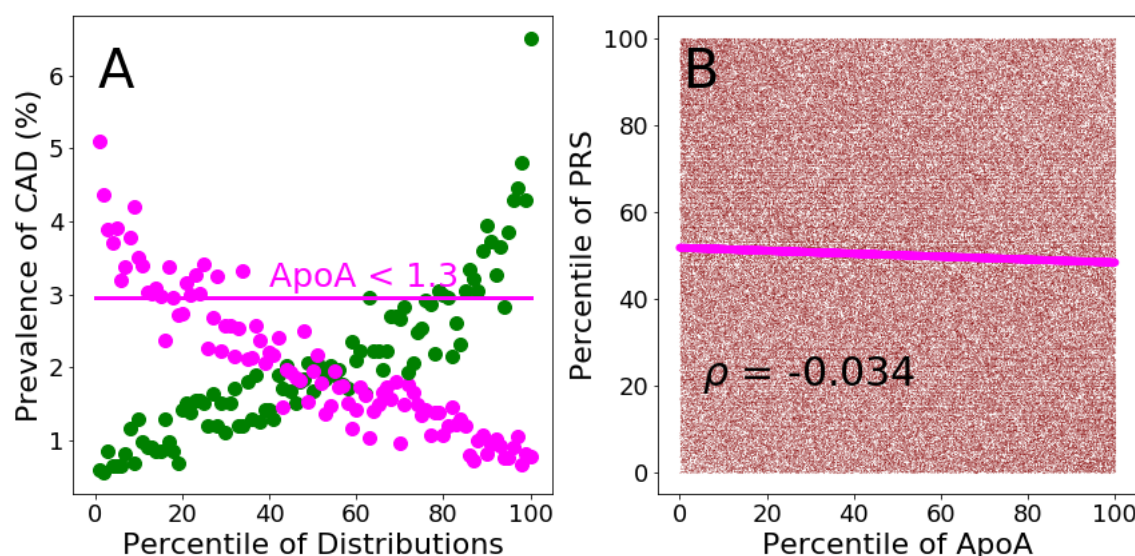 A
Prevalence of CAD (%)
6
5
4
3
2
1
ApoA < 1.3
0 20 40 60 80 100
Percentile of Distributions
B
Percentile of PRS
100
80
60
40
20
0
ρ = -0.034
0 20 40 60 80 100
Percentile of ApoA